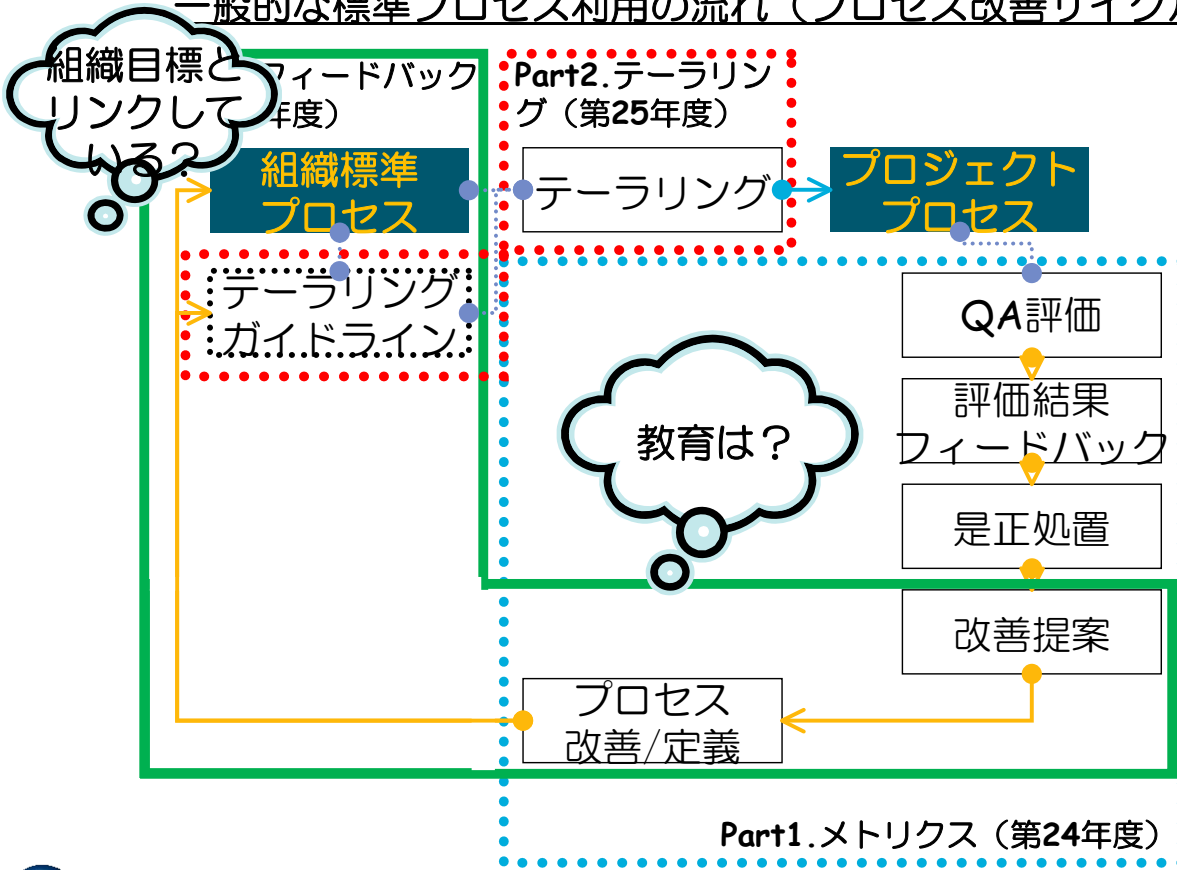 一般的な標準プロセス利用の流れ（プロセス改善サイクル
組織目標と
リンクして
いる？
フィードバック
年度）
Part2.テーラリン
グ（第25年度）
組織標準
プロセス
テーラリング
プロジェクト
プロセス
テーラリング
ガイドライン
QA評価
評価結果
フィードバック
教育は？
是正処置
改善提案
プロセス
改善/定義
Part1.メトリクス（第24年度）